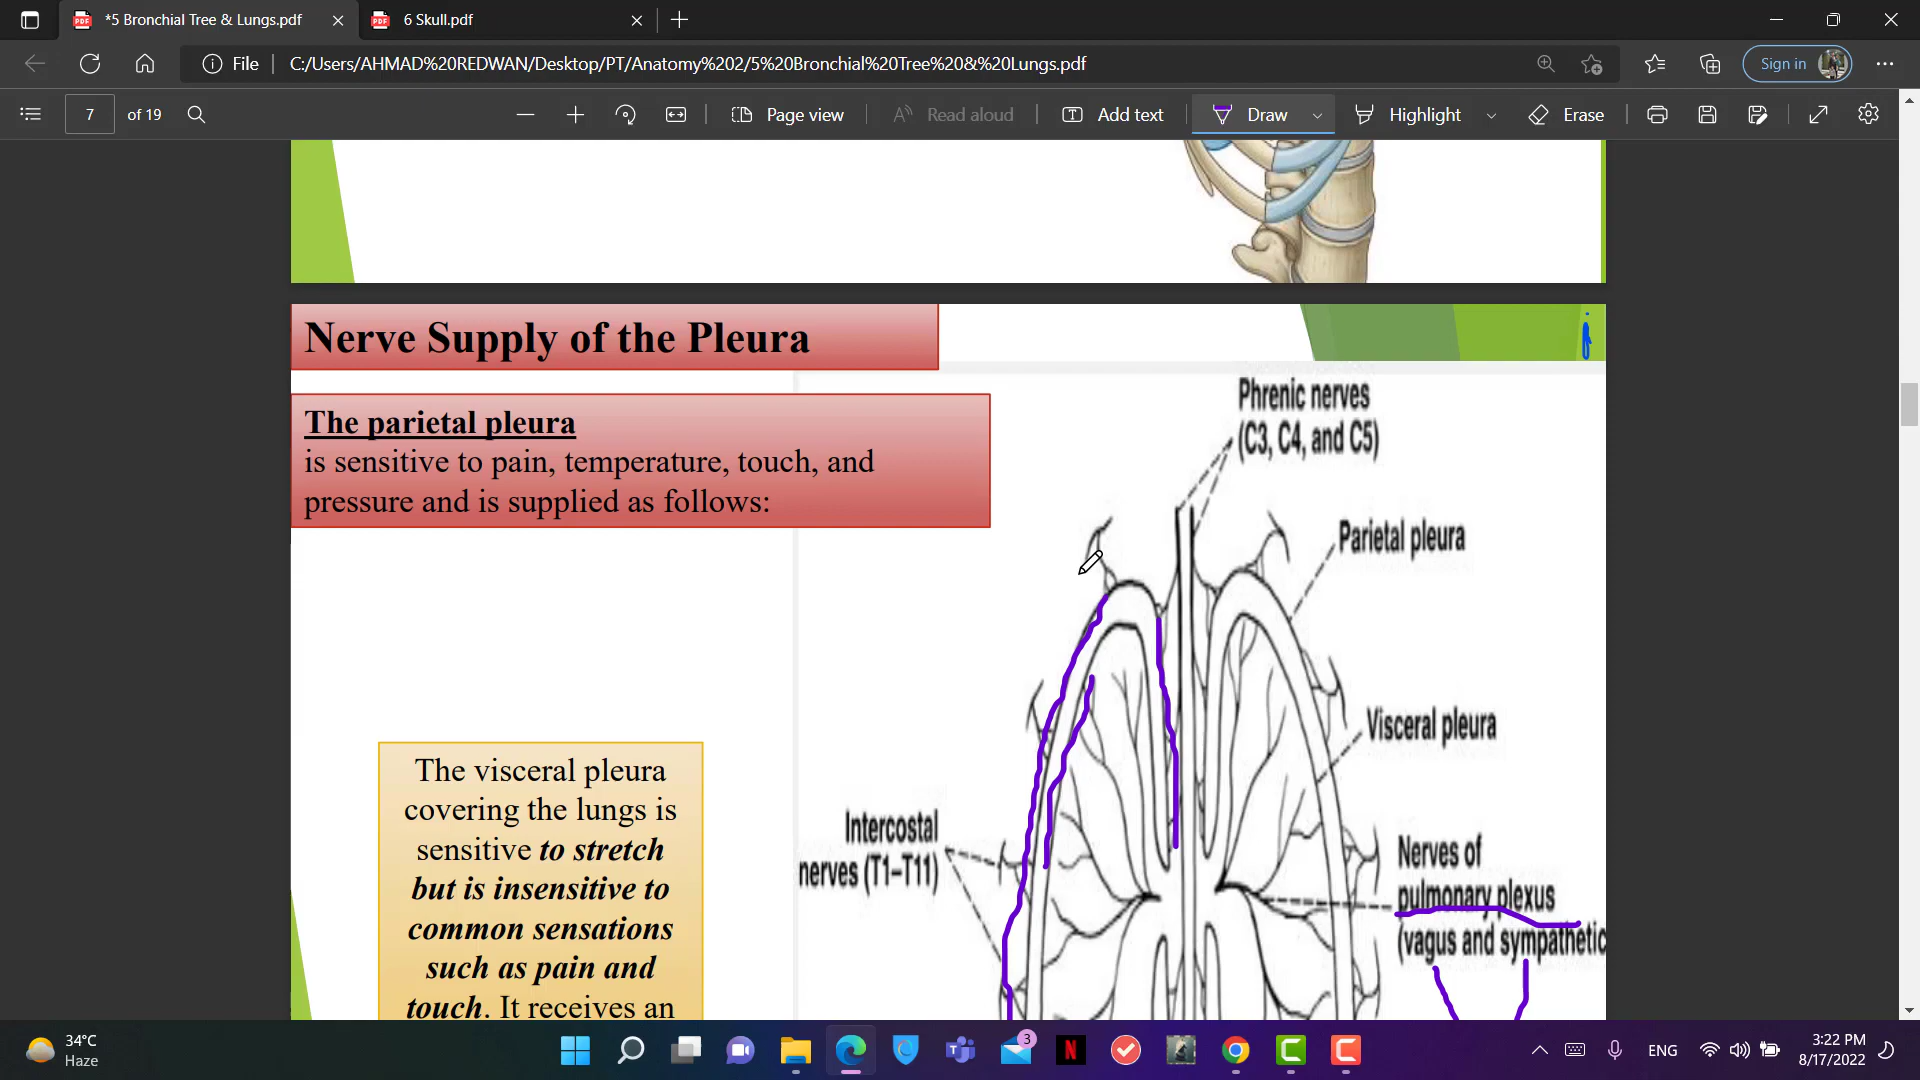 *5 Bronchial Tree & Lungs.pdf
6 Skull.pdf
File
C:/Users/AHMAD%20REDWAN/Desktop/PT/Anatomy%202/5%20Bronchial%20Tree%20&%20Lungs.pdf
Sign in
7 of 19
Page view
Read aloud
Add text
Draw
Highlight
Erase
Nerve Supply of the Pleura
The parietal pleura
is sensitive to pain, temperature, touch, and
pressure and is supplied as follows:
The visceral pleura
covering the lungs is
sensitive to stretch
but is insensitive to
common sensations
such as pain and
touch. It receives an
Phrenic nerves
(C3, C4, and C5)
Parietal pleura
Visceral pleura
Intercostal
nerves (T1–T11)
Nerves of
pulmonary plexus
(vagus and sympathetic
34°C
Haze
3
ENG
3:22 PM
8/17/2022